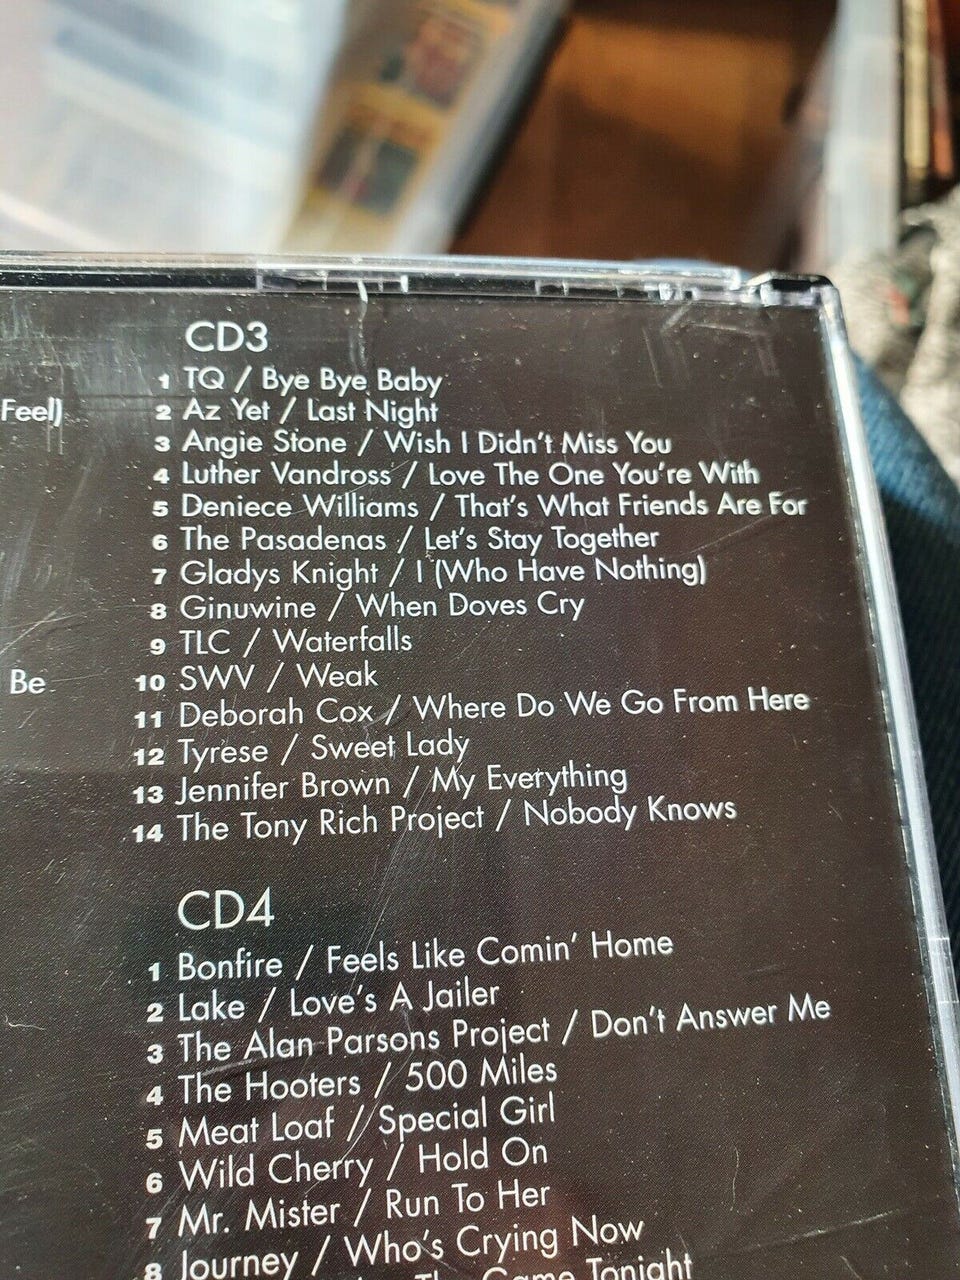 Feel)
Be
CD3
1 TQ / Bye Bye Baby
2 Az Yet / Last Night
3 Angie Stone / Wish I Didn't Miss You
4 Luther Vandross / Love The One You're With
5 Deniece Williams / That's What Friends Are For
6 The Pasadenas / Let's Stay Together
7 Gladys Knight / I (Who Have Nothing)
8 Ginuwine / When Doves Cry
9 TLC / Waterfalls
10 SWV / Weak
11 Deborah Cox / Where Do We Go From Here
12 Tyrese / Sweet Lady
13 Jennifer Brown / My Everything
14 The Tony Rich Project / Nobody Knows
CD4
1 Bonfire / Feels Like Comin' Home
2 Lake / Love's A Jailer
3 The Alan Parsons Project / Don't Answer Me
4 The Hooters / 500 Miles
5 Meat Loaf / Special Girl
6 Wild Cherry / Hold On
7 Mr. Mister / Run To Her
8 Journey / Who's Crying Now
The Game Tonight